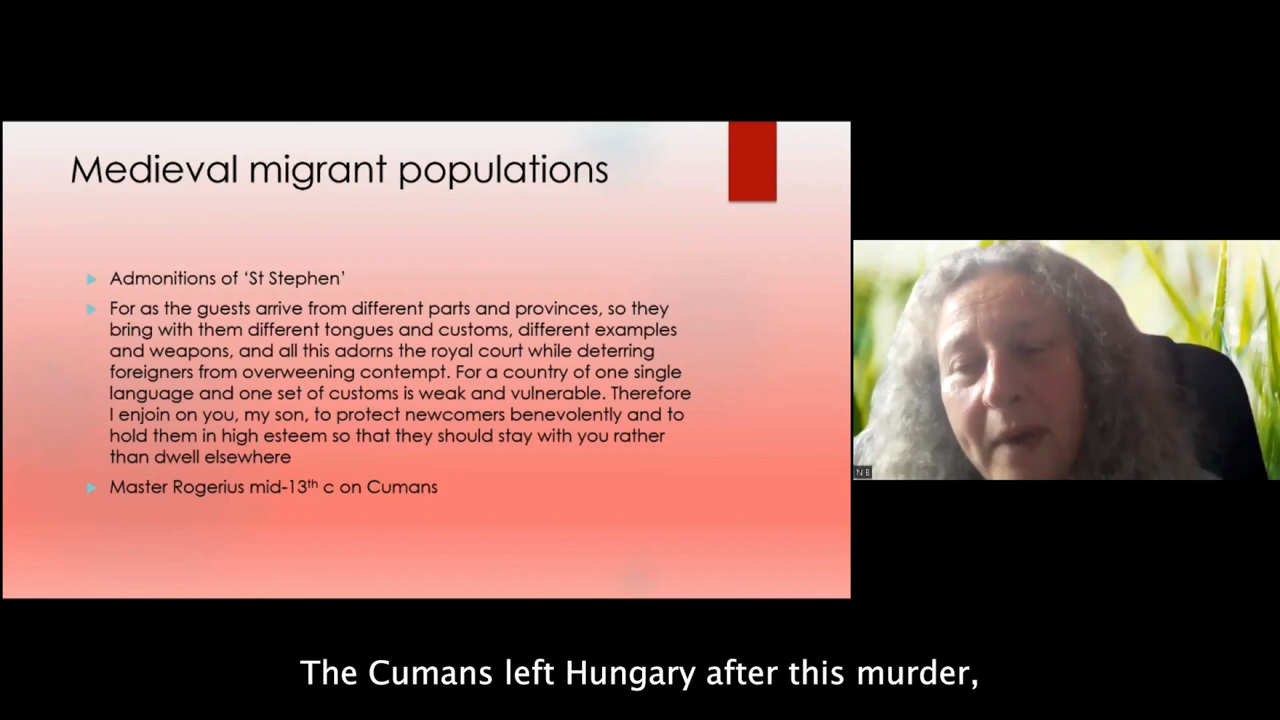 Medieval migrant populations
Admonitions of ‘St Stephen’
For as the guests arrive from different parts and provinces, so they
bring with them different tongues and customs, different examples
and weapons, and all this adorns the royal court while deterring
foreigners from overweening contempt. For a country of one single
language and one set of customs is weak and vulnerable. Therefore
I enjoin on you, my son, to protect newcomers benevolently and to
hold them in high esteem so that they should stay with you rather
than dwell elsewhere
Master Rogerius mid-13th c on Cumans
N B
The Cumans left Hungary after this murder,